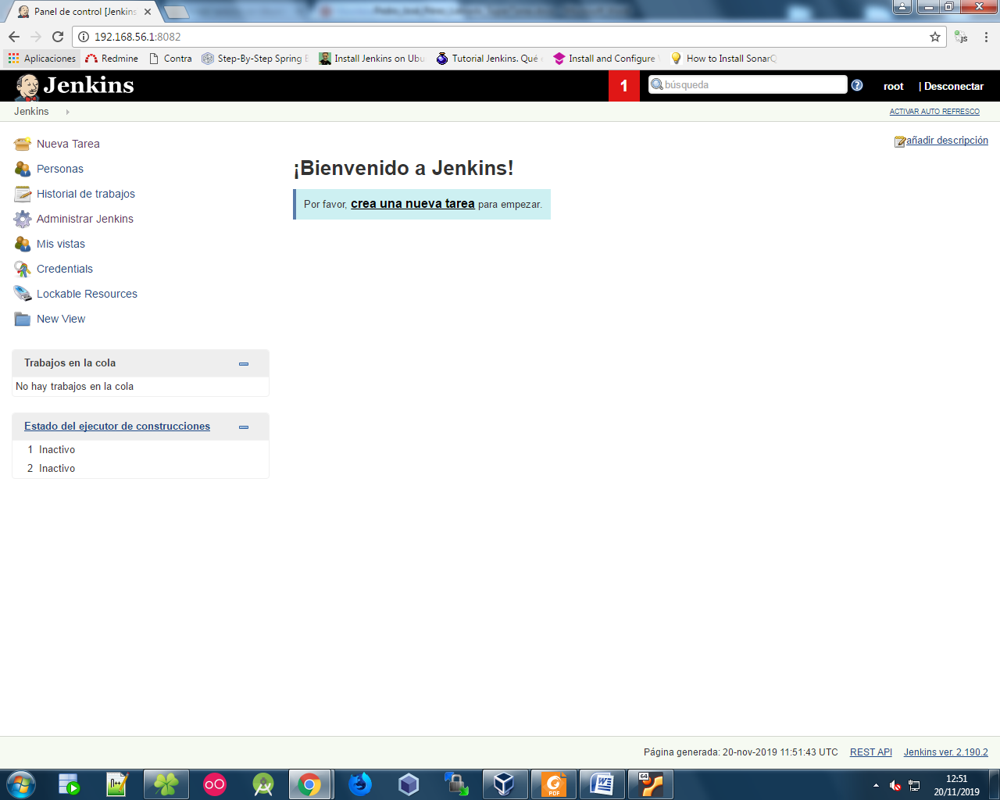 Panel de control [Jenkins
192.168.56.1:8082
Aplicaciones Redmine Contra Step-By-Step Spring Install Jenkins on Ubu Tutorial Jenkins. Qué Install and Configure How to Install SonarQ
Jenkins 1 búsqueda root | Desconectar
Jenkins ACTIVAR AUTO REFRESCO
añadir descripción
Nueva Tarea
Personas
Historial de trabajos
Administrar Jenkins
Mis vistas
Credentials
Lockable Resources
New View
¡Bienvenido a Jenkins!
Por favor, crea una nueva tarea para empezar.
Trabajos en la cola
No hay trabajos en la cola
Estado del ejecutor de construcciones
1 Inactivo
2 Inactivo
Página generada: 20-nov-2019 11:51:43 UTC REST API Jenkins ver. 2.190.2
12:51
20/11/2019